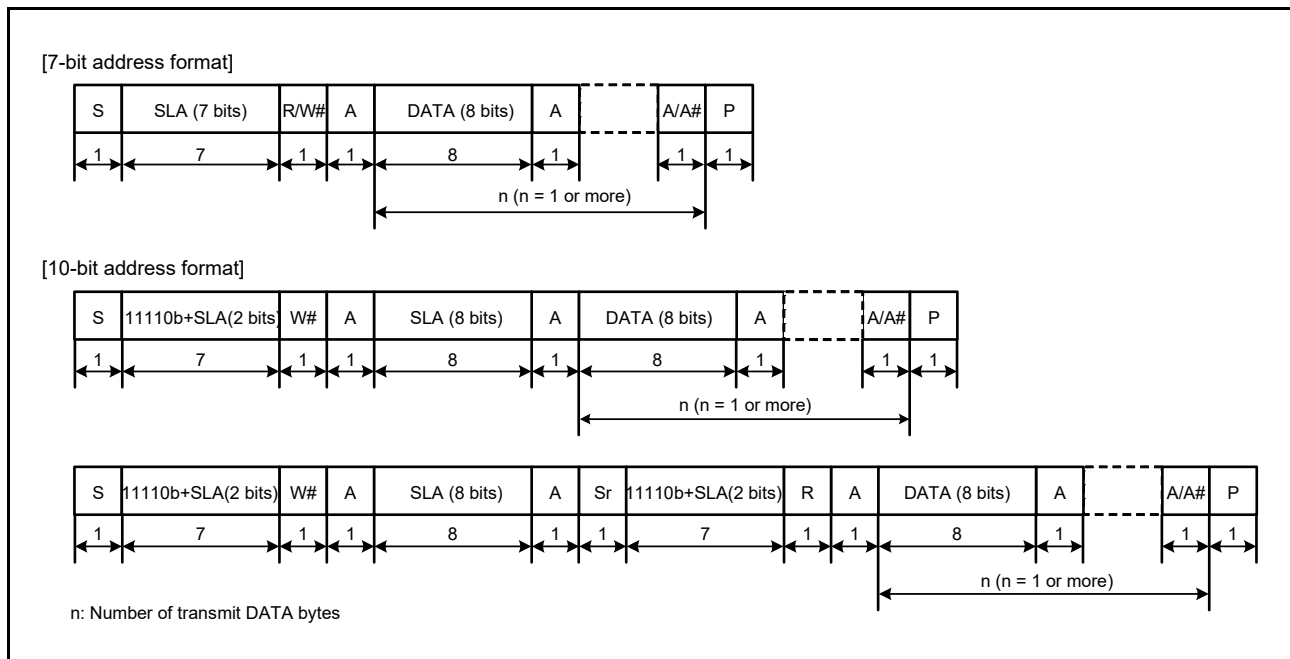 [7-bit address format]
S SLA (7 bits) R/W# A DATA (8 bits) A A/A# P
1 7 1 1 8 1 1 1
n (n = 1 or more)
[10-bit address format]
S 11110b+SLA(2 bits) W# A SLA (8 bits) A DATA (8 bits) A A/A# P
1 7 1 1 8 1 8 1 1 1
n (n = 1 or more)
S 11110b+SLA(2 bits) W# A SLA (8 bits) A Sr 11110b+SLA(2 bits) R A DATA (8 bits) A A/A# P
1 7 1 1 8 1 1 7 1 1 8 1 1 1
n (n = 1 or more)
n: Number of transmit DATA bytes